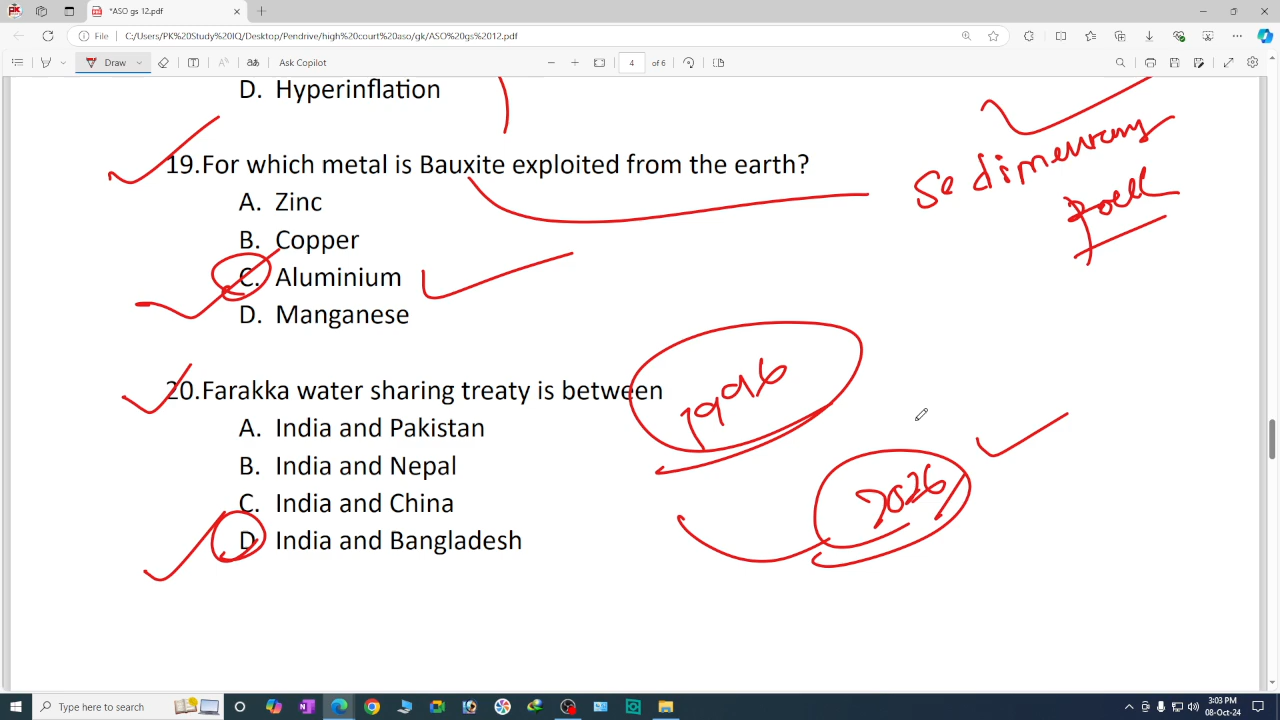 *ASO gs 12.pdf
File
C:/Users/PK%20Study%20IQ/Desktop/Pendrive/high%20court%20aso/gk/ASO%20gs%2012.pdf
Draw
Ask Copilot
4 of 6
D. Hyperinflation
19.For which metal is Bauxite exploited from the earth?
A. Zinc
B. Copper
C. Aluminium
D. Manganese
20.Farakka water sharing treaty is between
A. India and Pakistan
B. India and Nepal
C. India and China
D. India and Bangladesh
1996
2026
Type here to search
3:03 PM
08-Oct-24